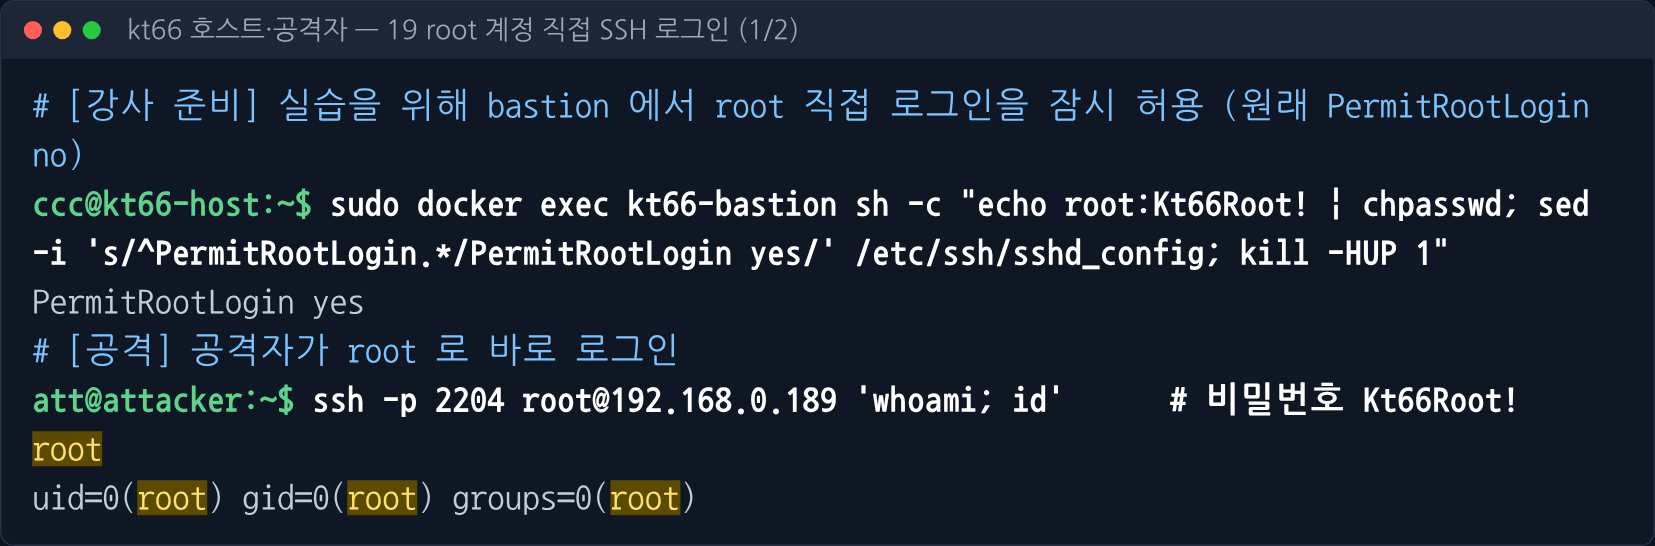 kt66 호스트·공격자 — 19 root 계정 직접 SSH 로그인 (1/2)
# [강사 준비] 실습을 위해 bastion 에서 root 직접 로그인을 잠시 허용 (원래 PermitRootLogin
no)
ccc@kt66-host:~$ sudo docker exec kt66-bastion sh -c "echo root:Kt66Root! | chpasswd; sed
-i 's/^PermitRootLogin.*/PermitRootLogin yes/' /etc/ssh/sshd_config; kill -HUP 1"
PermitRootLogin yes
# [공격] 공격자가 root 로 바로 로그인
att@attacker:~$ ssh -p 2204 root@192.168.0.189 'whoami; id' # 비밀번호 Kt66Root!
root
uid=0(root) gid=0(root) groups=0(root)